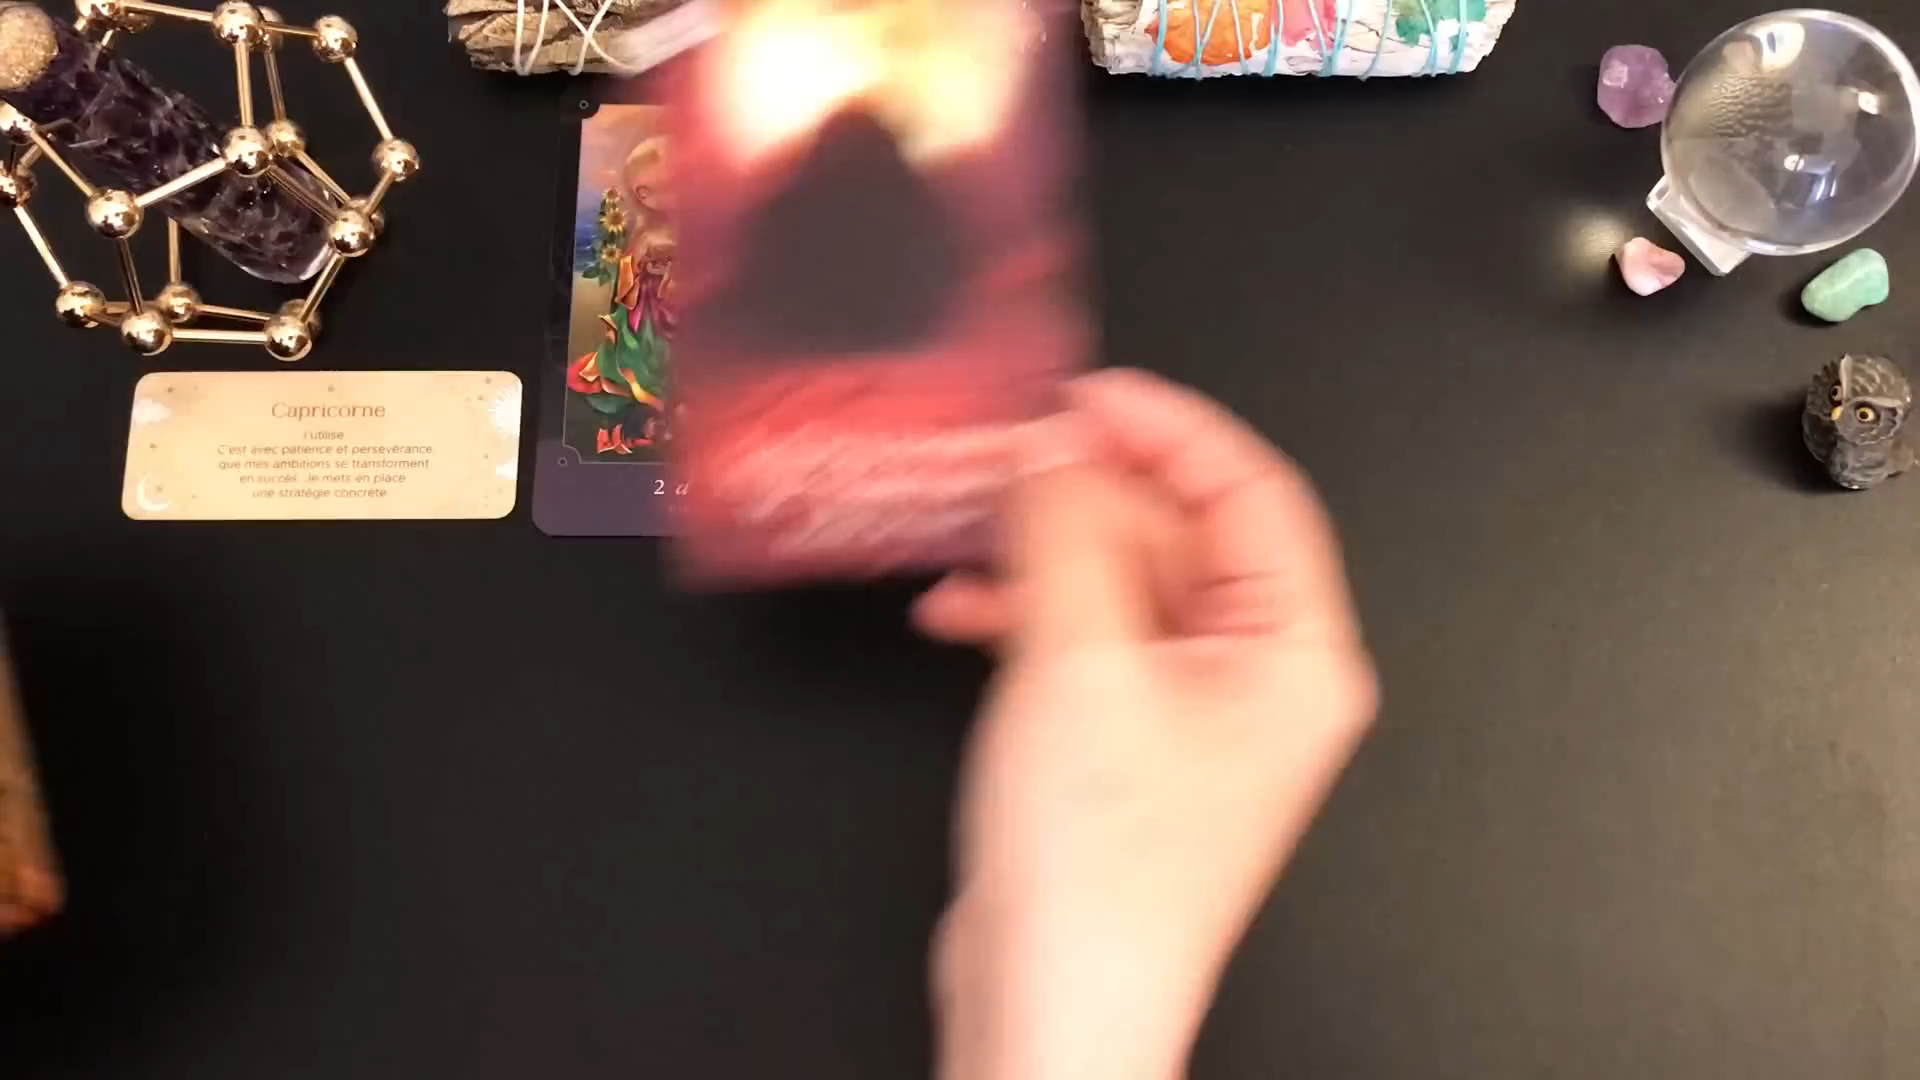 Capricorne
J'utilise
C'est avec patience et persévérance,
que mes ambitions se transforment
en succès. Je mets en place
une stratégie concrète
2